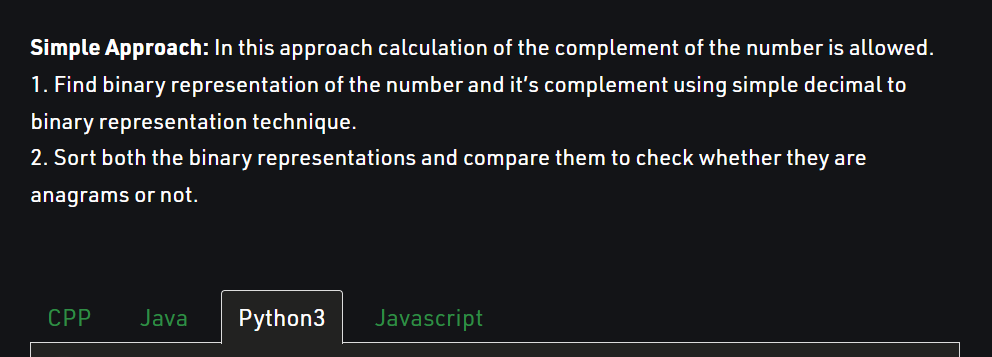 Simple Approach: In this approach calculation of the complement of the number is allowed.
1. Find binary representation of the number and it’s complement using simple decimal to
binary representation technique.
2. Sort both the binary representations and compare them to check whether they are
anagrams or not.
CPP Java Python3 Javascript